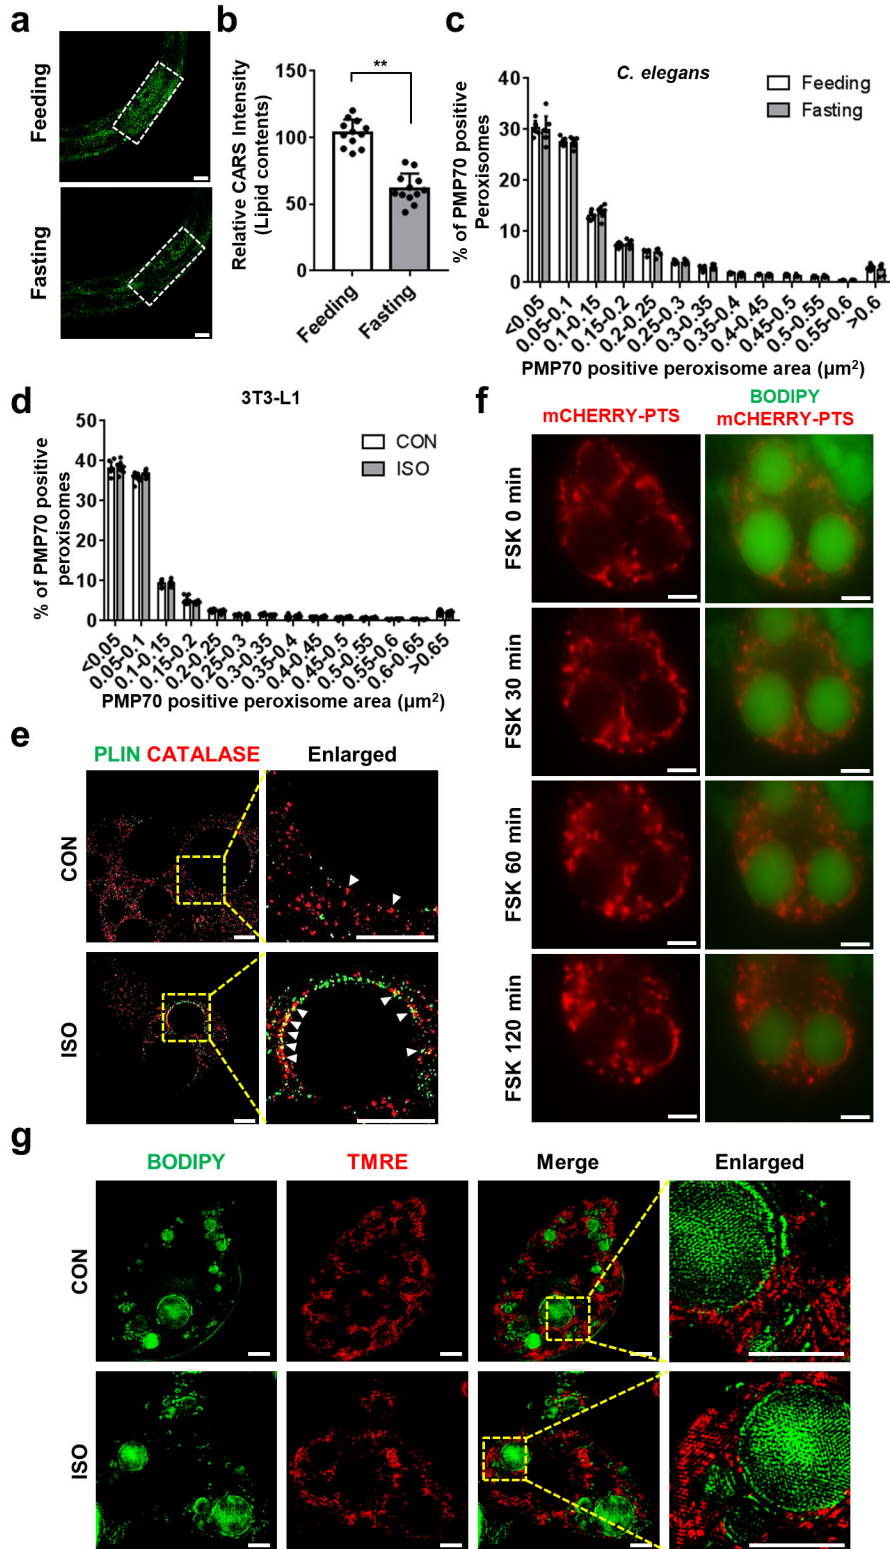 a
Feeding
Fasting
b
Relative CARS Intensity
(Lipid contents)
150
100
50
0
**
Feeding
Fasting
c
C. elegans
% of PMP70 positive
Peroxisomes
40
30
20
10
0
Feeding
Fasting
<0.05
0.05-0.1
0.1-0.15
0.15-0.2
0.2-0.25
0.25-0.3
0.3-0.35
0.35-0.4
0.4-0.45
0.45-0.5
0.5-0.55
0.55-0.6
>0.6
PMP70 positive peroxisome area (µm²)
d
3T3-L1
% of PMP70 positive
peroxisomes
50
40
30
20
10
0
CON
ISO
<0.05
0.05-0.1
0.1-0.15
0.15-0.2
0.2-0.25
0.25-0.3
0.3-0.35
0.35-0.4
0.4-0.45
0.45-0.5
0.5-0.55
0.55-0.6
0.6-0.65
>0.65
PMP70 positive peroxisome area (µm²)
e
PLIN CATALASE
Enlarged
CON
ISO
f
mCHERRY-PTS
BODIPY
mCHERRY-PTS
FSK 0 min
FSK 30 min
FSK 60 min
FSK 120 min
g
BODIPY
TMRE
Merge
Enlarged
CON
ISO